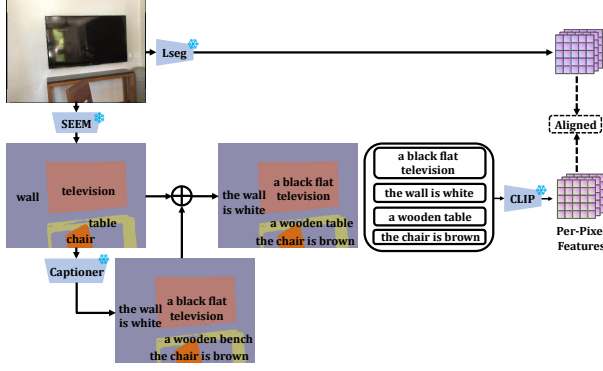 Lseg
SEEM
Aligned
wall
television
table
chair
the wall
is white
a black flat
television
a wooden table
the chair is brown
a black flat
television
the wall is white
a wooden table
the chair is brown
CLIP
Per-Pixel
Features
Captioner
the wall
is white
a black flat
television
a wooden bench
the chair is brown